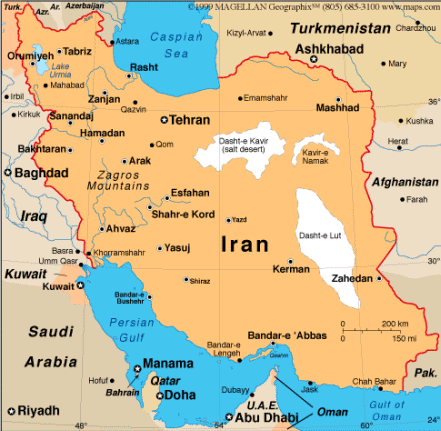 ©1999 MAGELLAN Geographix℠ (805) 685-3100 www.maps.com
Turk.
Ar.
Azerbaijan
Azr.
Astara
Caspian
Sea
Kizyl-Arvat
Turkmenistan
Chardzhou
Ashkhabad
Mary
Tabriz
Orumiyeh
Lake
Urmia
Mahabad
Rasht
Irbil
Zanjan
Qazvin
Emamshahr
Mashhad
36°
Kushka
Kirkuk
Sanandaj
Tehran
Hamadan
Qom
Dasht-e Kavir
(salt desert)
Kavir-e
Namak
Herat
Bakhtaran
Arak
Baghdad
Zagros
Mountains
Afghanistan
Esfahan
Farah
Iraq
Shahr-e Kord
Yazd
Ahvaz
Yasuj
Iran
Dasht-e Lut
Basra
Khorramshahr
Umm Qasr
Kuwait
Kuwait
Shiraz
Kerman
Zahedan
30°
Bandar-e
Bushehr
Saudi
Arabia
Persian
Gulf
Bandar-e
Lengeh
Bandar-e 'Abbas
Qeshm
0
200 km
0
150 mi
Manama
Jask
Chah Bahar
Pak.
Hofuf
Bahrain
Qatar
Doha
Dubayy
U.A.E.
Abu Dhabi
Oman
Gulf of
Oman
Riyadh
48°
54°
60°
24°